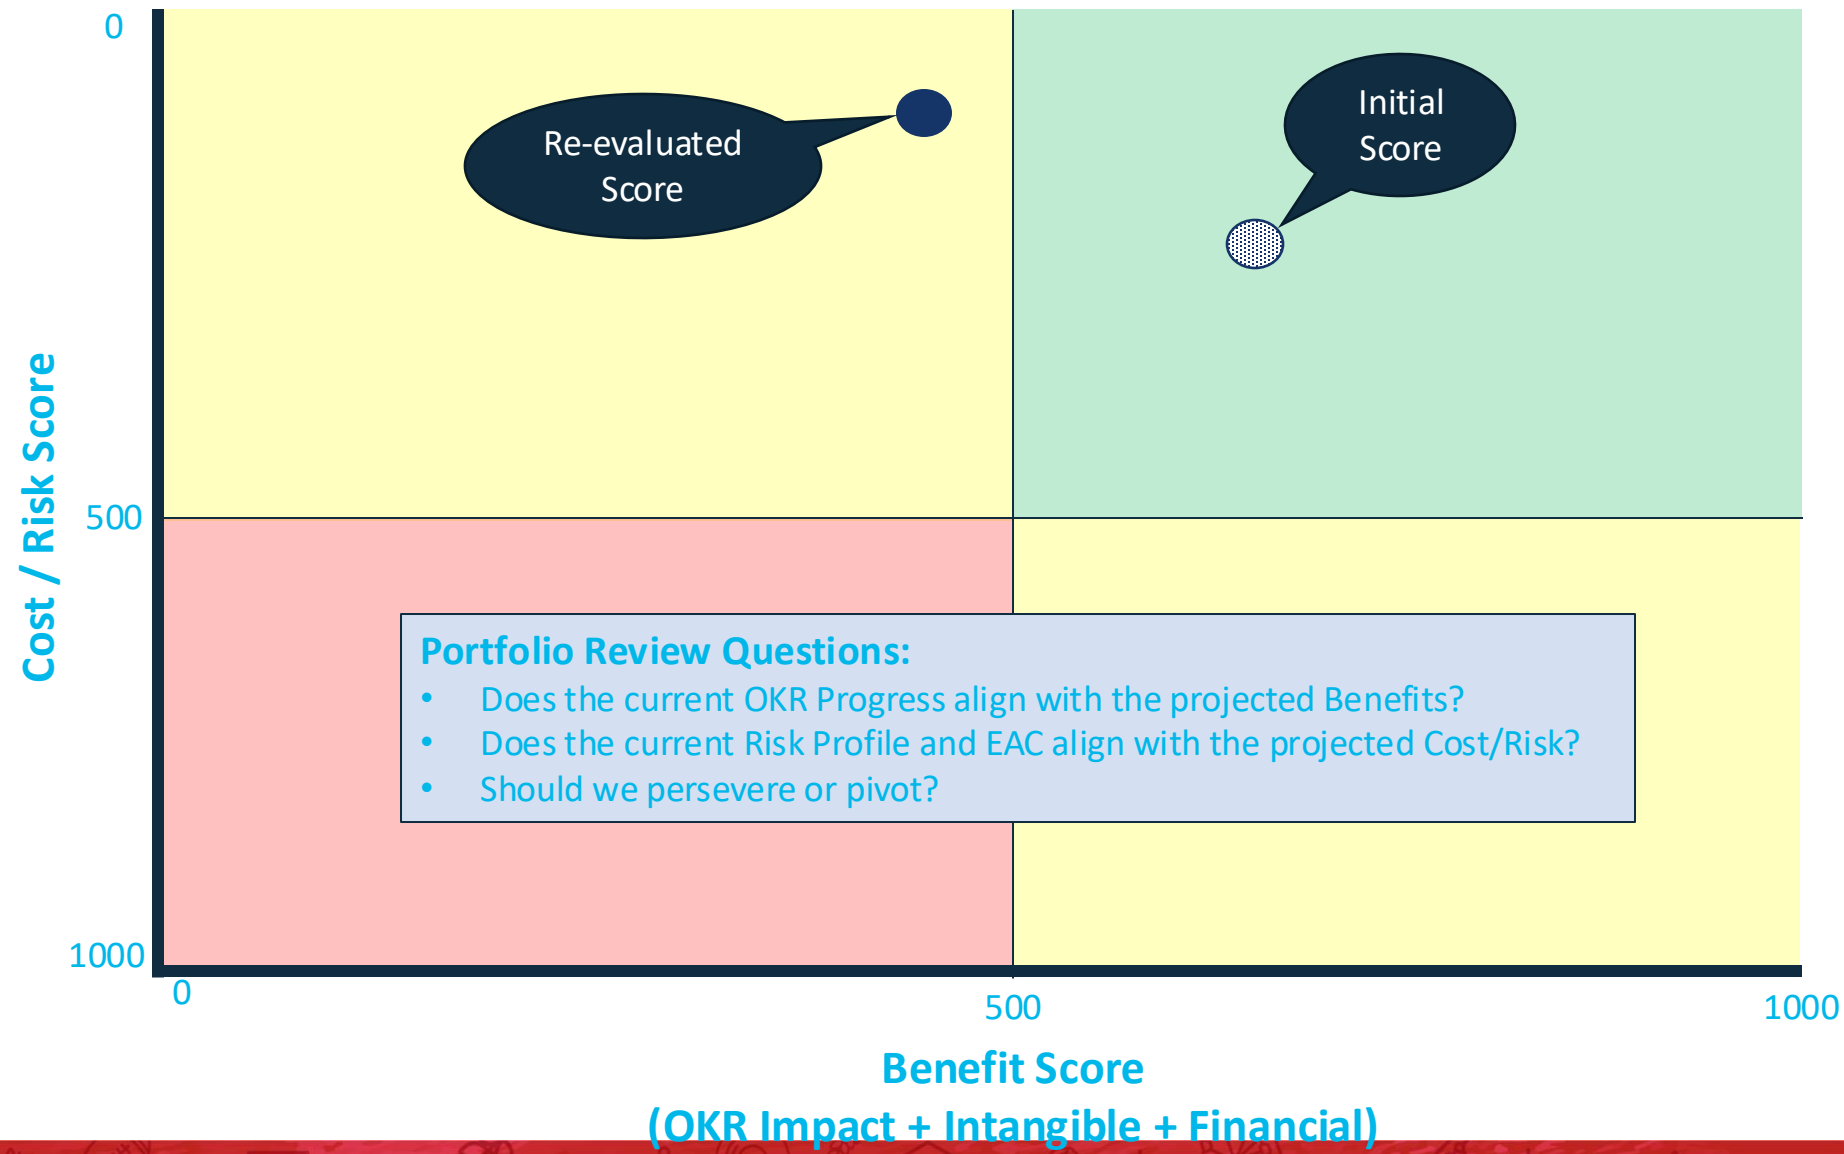 0
Initial
Score
Re-evaluated
Score
Cost / Risk Score
500
Portfolio Review Questions:
• Does the current OKR Progress align with the projected Benefits?
• Does the current Risk Profile and EAC align with the projected Cost/Risk?
• Should we persevere or pivot?
1000
0
500
1000
Benefit Score
(OKR Impact + Intangible + Financial)